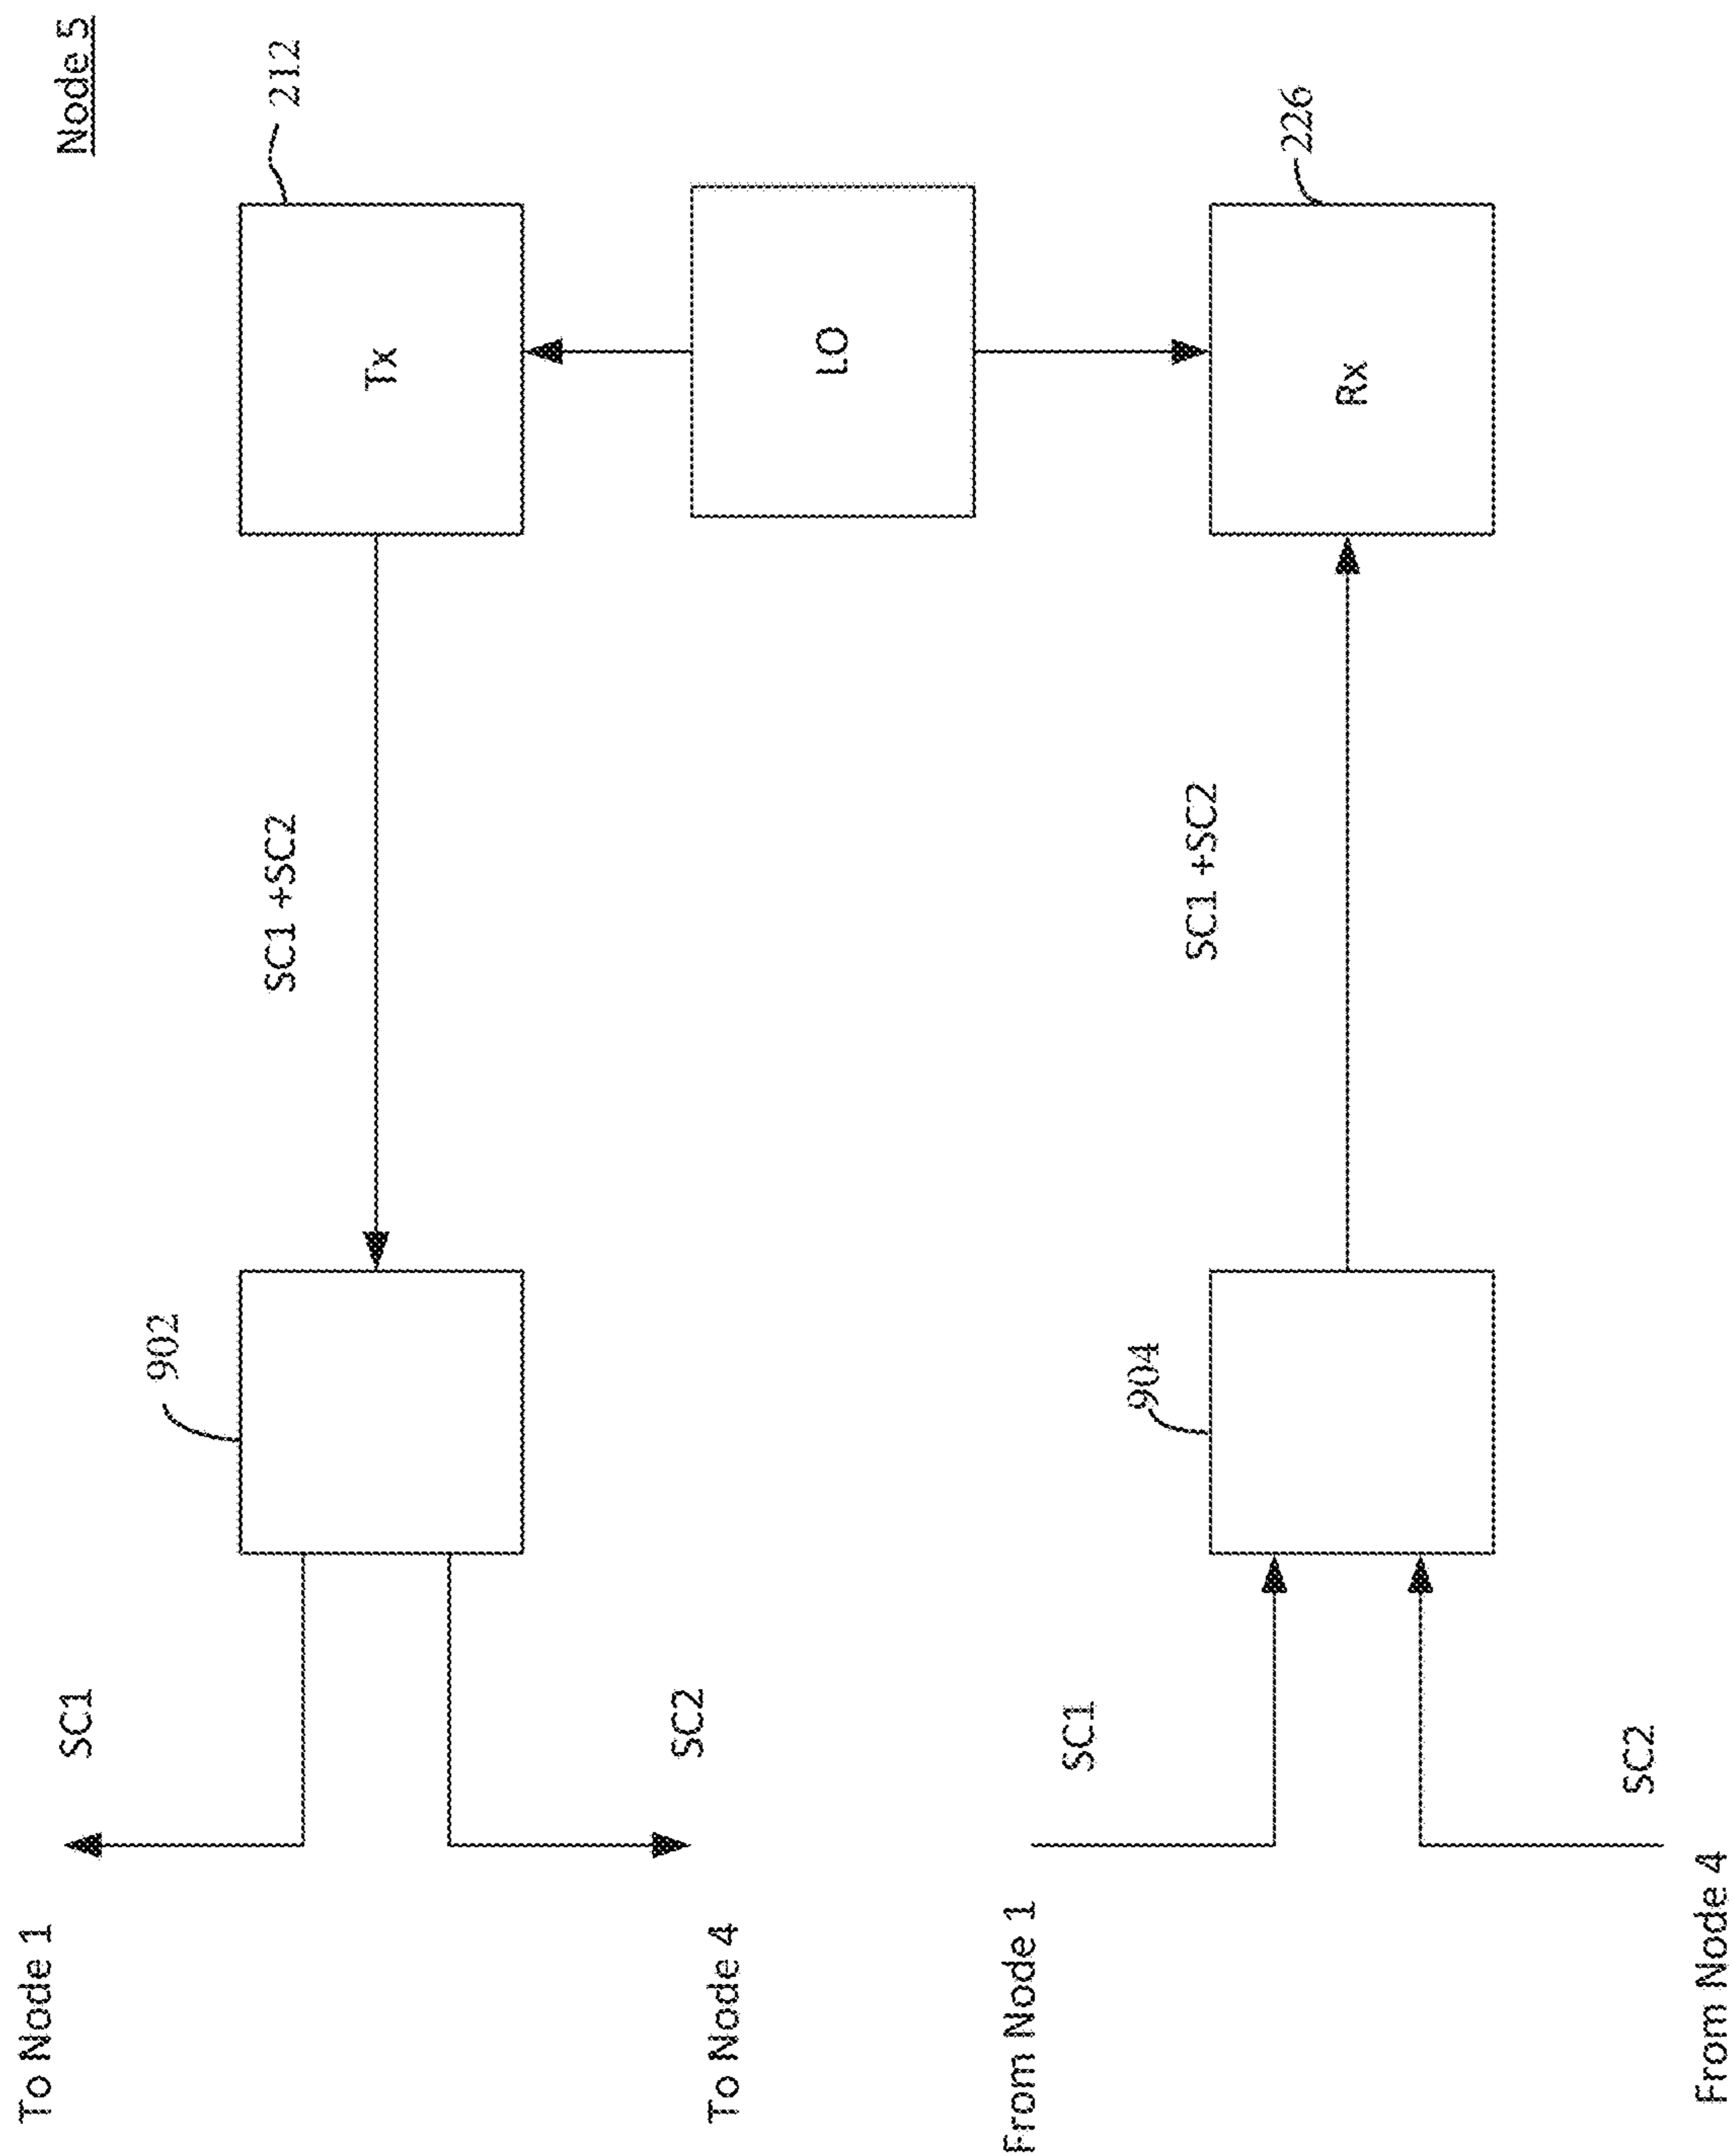 Node 5
To Node 1
SC1
902
SC1 +SC2
Tx
212
To Node 4
SC2
LO
From Node 1
SC1
904
SC1 +SC2
Rx
226
From Node 4
SC2